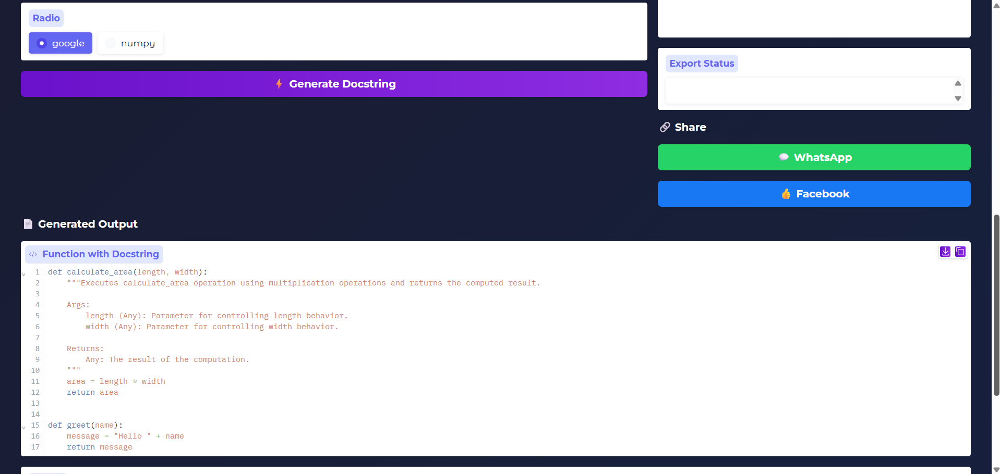 Radio
google
numpy
Generate Docstring
Export Status
Share
WhatsApp
Facebook
Generated Output
</> Function with Docstring
1 def calculate_area(length, width):
2 """Executes calculate_area operation using multiplication operations and returns the computed result.
3
4 Args:
5 length (Any): Parameter for controlling length behavior.
6 width (Any): Parameter for controlling width behavior.
7
8 Returns:
9 Any: The result of the computation.
10 """
11 area = length * width
12 return area
13
14
15 def greet(name):
16 message = "Hello " + name
17 return message